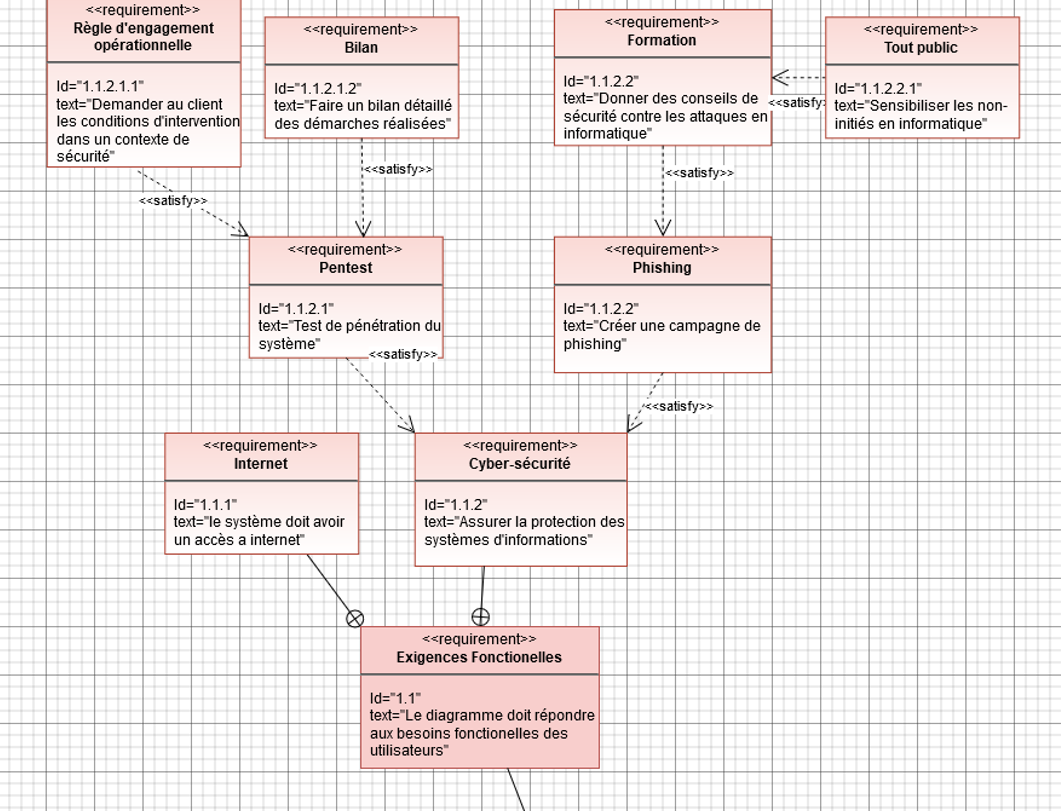 <<requirement>>
Règle d'engagement
opérationnelle
Id="1.1.2.1.1"
text="Demander au client
les conditions d'intervention
dans un contexte de
sécurité"
<<requirement>>
Bilan
Id="1.1.2.1.2"
text="Faire un bilan détaillé
des démarches réalisées"
<<requirement>>
Formation
Id="1.1.2.2"
text="Donner des conseils de
sécurité contre les attaques en
informatique"
<<requirement>>
Tout public
Id="1.1.2.2.1"
text="Sensibiliser les non-
initiés en informatique"
<<satisfy>
<<satisfy>>
<<satisfy>>
<<satisfy>>
<<requirement>>
Pentest
Id="1.1.2.1"
text="Test de pénétration du
système"
<<requirement>>
Phishing
Id="1.1.2.2"
text="Créer une campagne de
phishing"
<<satisfy>>
<<satisfy>>
<<requirement>>
Internet
Id="1.1.1"
text="le système doit avoir
un accès a internet"
<<requirement>>
Cyber-sécurité
Id="1.1.2"
text="Assurer la protection des
systèmes d'informations"
<<requirement>>
Exigences Fonctionelles
Id="1.1"
text="Le diagramme doit répondre
aux besoins fonctionelles des
utilisateurs"